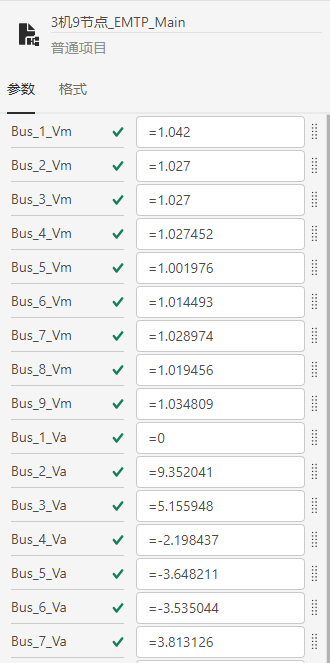 3机9节点_EMTP_Main
普通项目
参数 格式
Bus_1_Vm =1.042
Bus_2_Vm =1.027
Bus_3_Vm =1.027
Bus_4_Vm =1.027452
Bus_5_Vm =1.001976
Bus_6_Vm =1.014493
Bus_7_Vm =1.028974
Bus_8_Vm =1.019456
Bus_9_Vm =1.034809
Bus_1_Va =0
Bus_2_Va =9.352041
Bus_3_Va =5.155948
Bus_4_Va =-2.198437
Bus_5_Va =-3.648211
Bus_6_Va =-3.535044
Bus_7_Va =3.813126